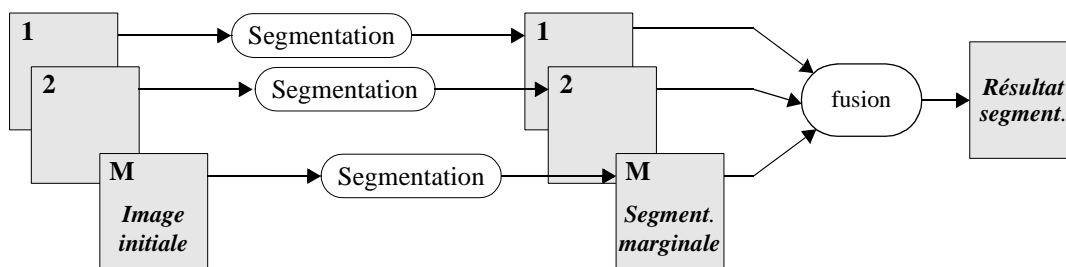 1
Segmentation
1
2
Segmentation
2
fusion
Résultat
segment.
M
Image
initiale
Segmentation
M
Segment.
marginale